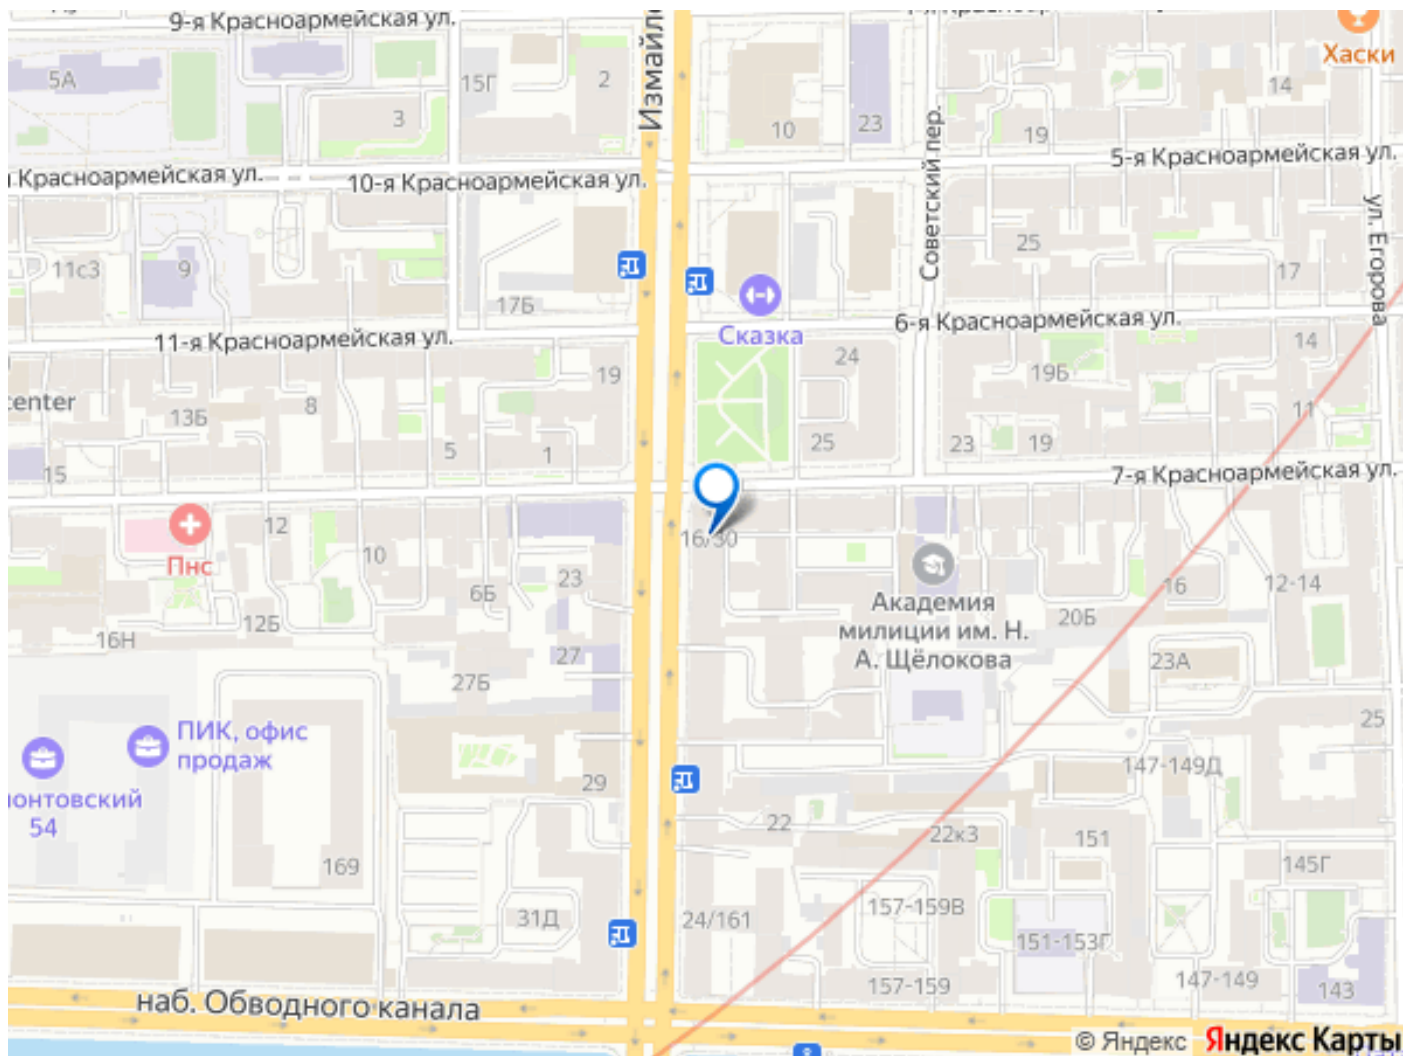 9-я Красноармейская ул.
Хаски
5А
15Г
2
3
10
23
14
19
Советский пер.
5-я Красноармейская ул.
Красноармейская ул.
10-я Красноармейская ул.
ул. Егорова
11с3
9
17Б
25
17
Сказка
6-я Красноармейская ул.
11-я Красноармейская ул.
24
14
19
19Б
center
13Б
8
11
5
1
25
23
19
15
7-я Красноармейская ул.
12
10
16/30
Пнс
23
6Б
Академия
милиции им. Н.
А. Щёлокова
16
12-14
20Б
12Б
16Н
27
23А
27Б
ПИК, офис
продаж
25
29
147-149Д
54
22
22к3
151
169
145Г
157-159В
31Д
24/161
151-153Г
147-149
157-159
143
наб. Обводного канала
© Яндекс Яндекс Карты